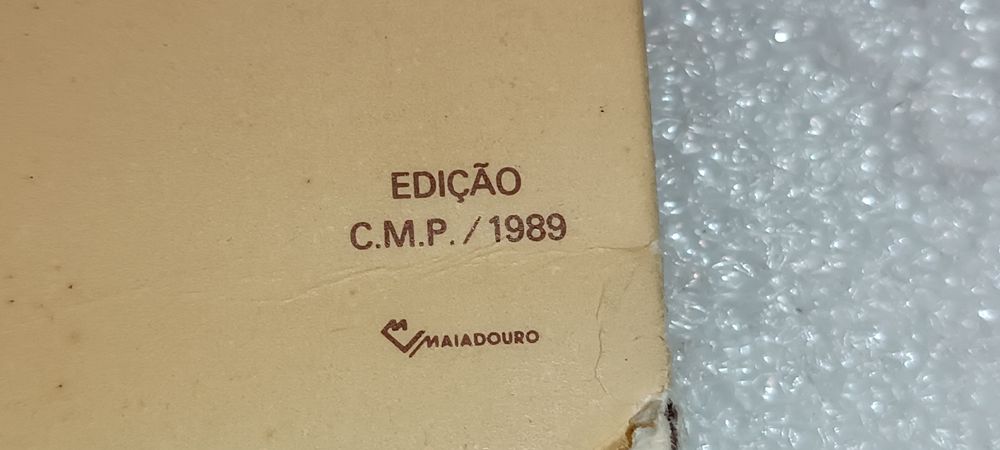 EDIÇÃO
C.M.P. / 1989
MAIADOURO